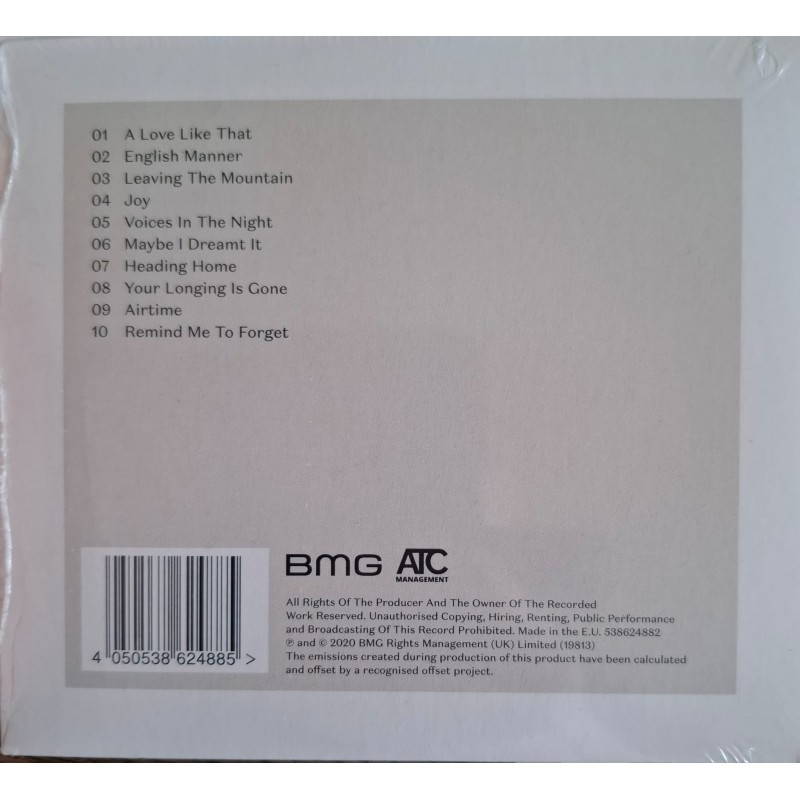 01 A Love Like That
02 English Manner
03 Leaving The Mountain
04 Joy
05 Voices In The Night
06 Maybe I Dreamt It
07 Heading Home
08 Your Longing Is Gone
09 Airtime
10 Remind Me To Forget
BMG ATC
MANAGEMENT
All Rights Of The Producer And The Owner Of The Recorded
Work Reserved. Unauthorised Copying, Hiring, Renting, Public Performance
and Broadcasting Of This Record Prohibited. Made in the E.U. 538624882
℗ and © 2020 BMG Rights Management (UK) Limited (19813)
The emissions created during production of this product have been calculated
and offset by a recognised offset project.
4 050538 624885 >